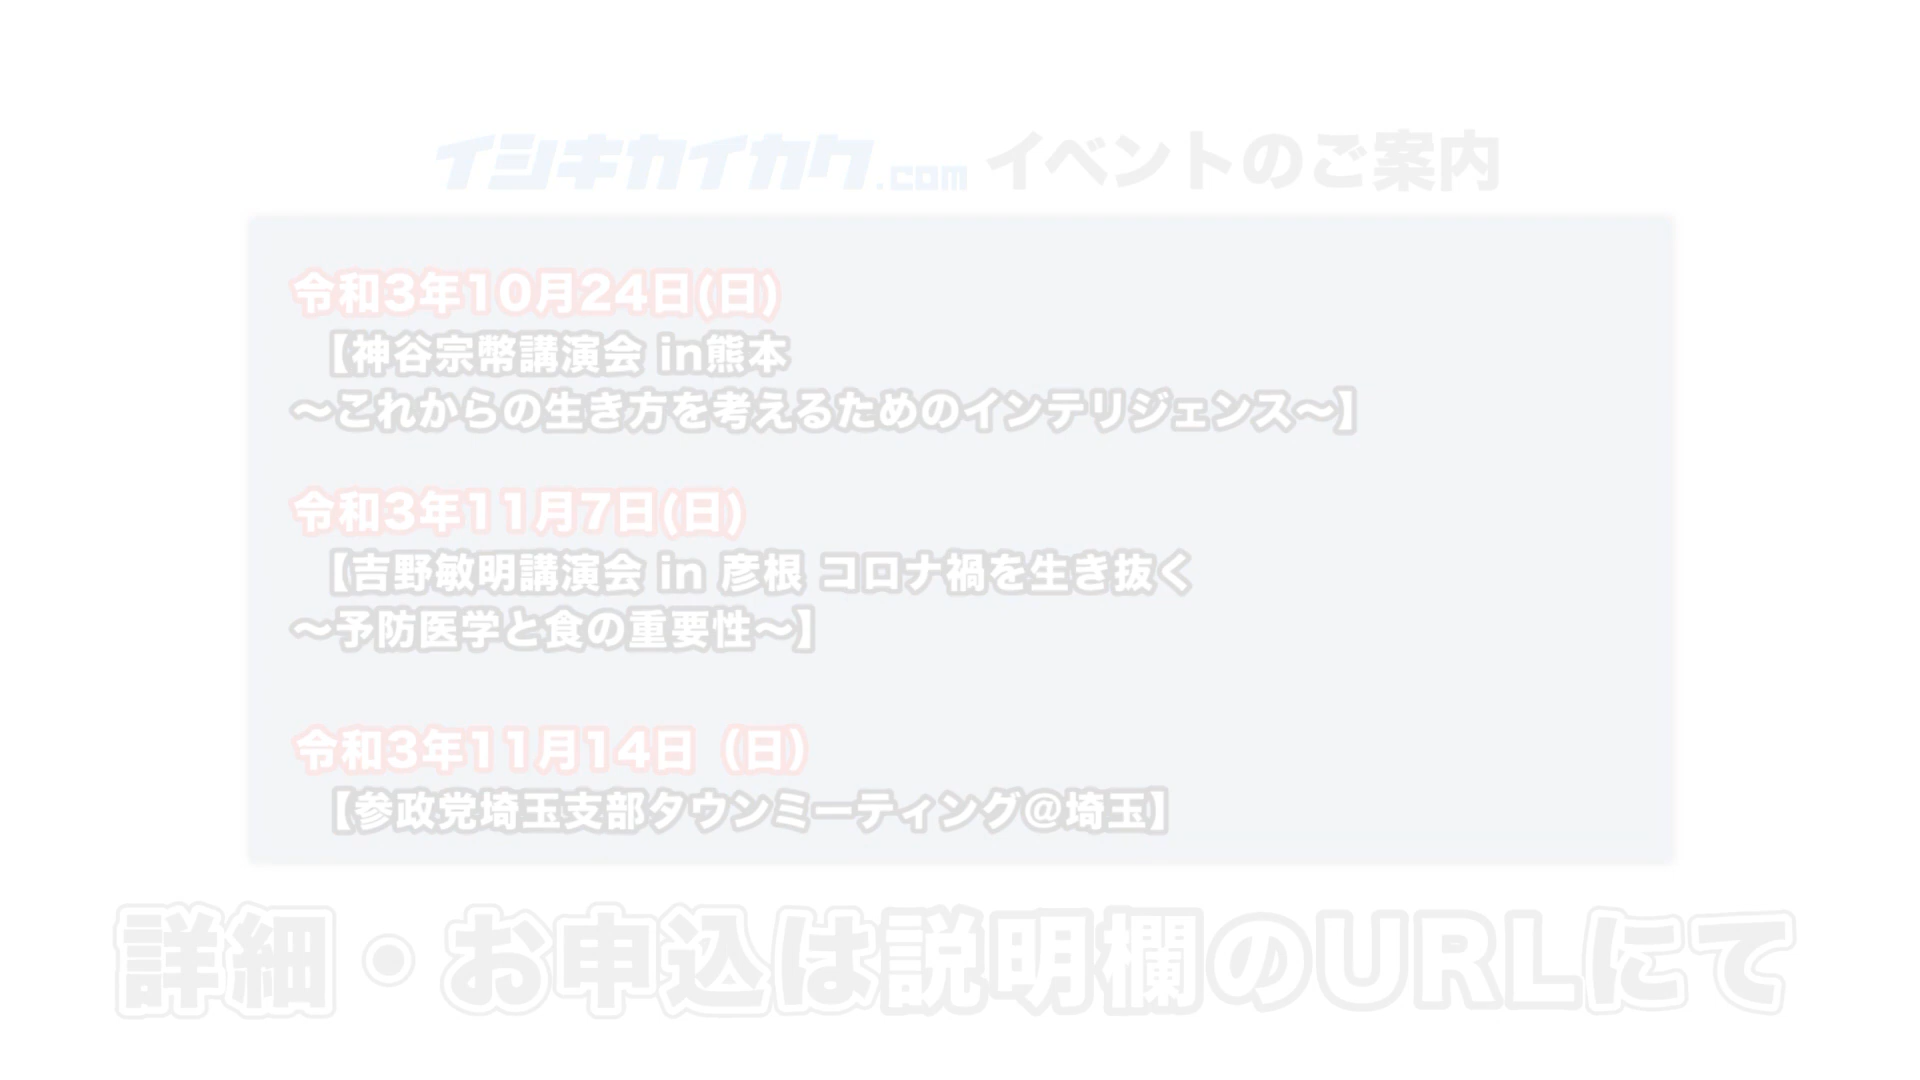 イシキカイカク.com イベントのご案内
令和3年10月24日(日)
【神谷宗幣講演会 in熊本
～これからの生き方を考えるためのインテリジェンス～】
令和3年11月7日(日)
【吉野敏明講演会 in 彦根 コロナ禍を生き抜く
～予防医学と食の重要性～】
令和3年11月14日（日）
【参政党埼玉支部タウンミーティング@埼玉】
詳細・お申込は説明欄のURLにて